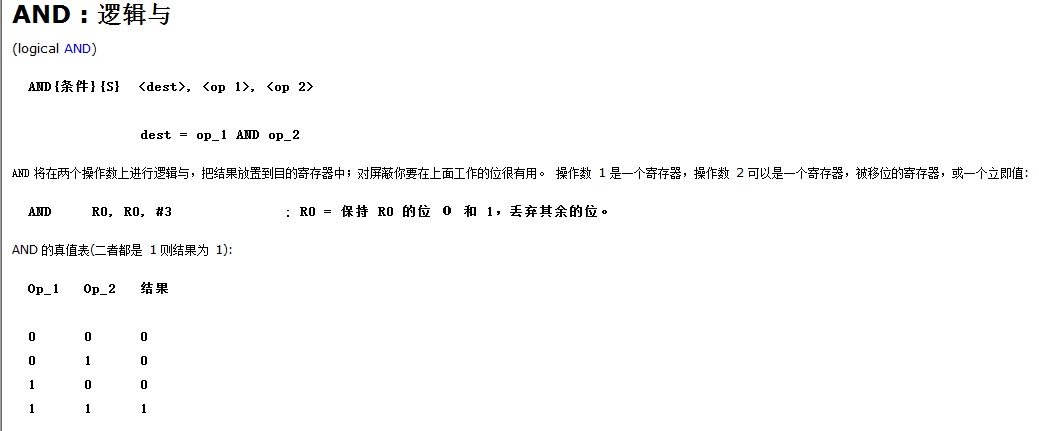 AND : 逻辑与
(logical AND)
AND{条件}{S} <dest>, <op 1>, <op 2>
dest = op_1 AND op_2
AND 将在两个操作数上进行逻辑与，把结果放置到目的寄存器中；对屏蔽你要在上面工作的位很有用。 操作数 1 是一个寄存器，操作数 2 可以是一个寄存器，被移位的寄存器，或一个立即值:
AND R0, R0, #3 ; R0 = 保持 R0 的位 0 和 1，丢弃其余的位。
AND 的真值表(二者都是 1 则结果为 1):
Op_1 Op_2 结果
0 0 0
0 1 0
1 0 0
1 1 1